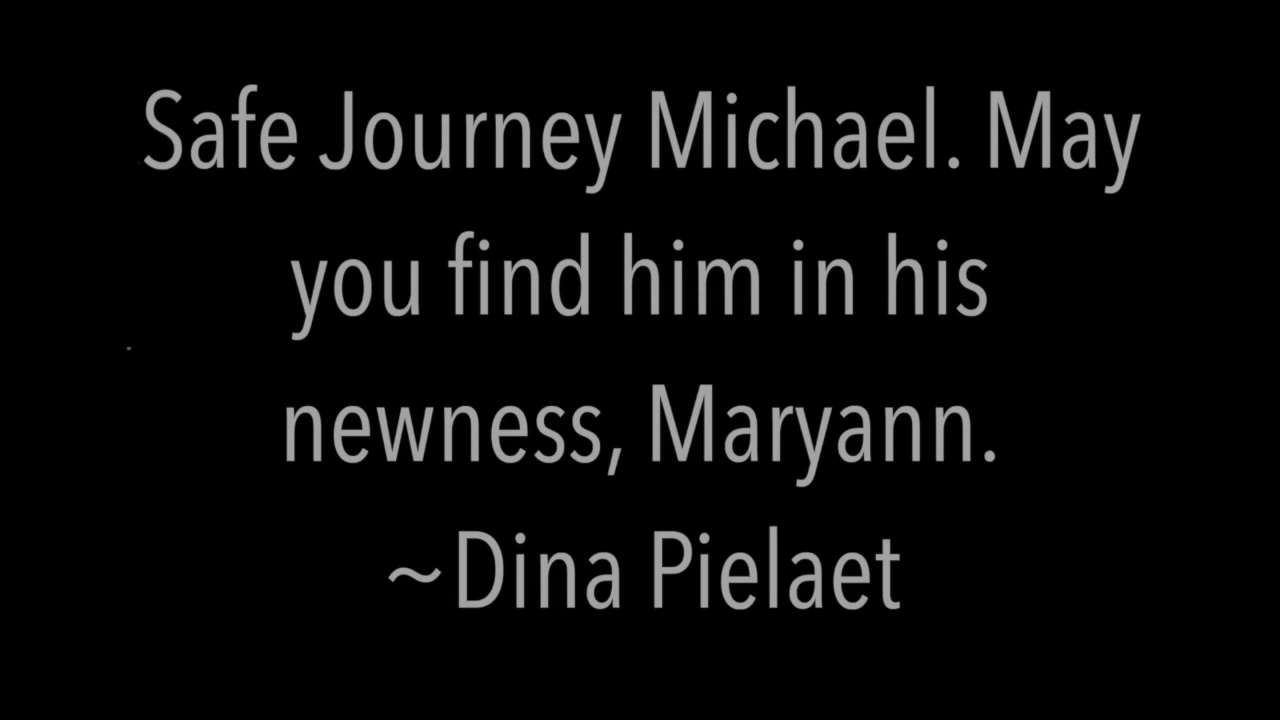 Safe Journey Michael. May
you find him in his
newness, Maryann.
~Dina Pielaet